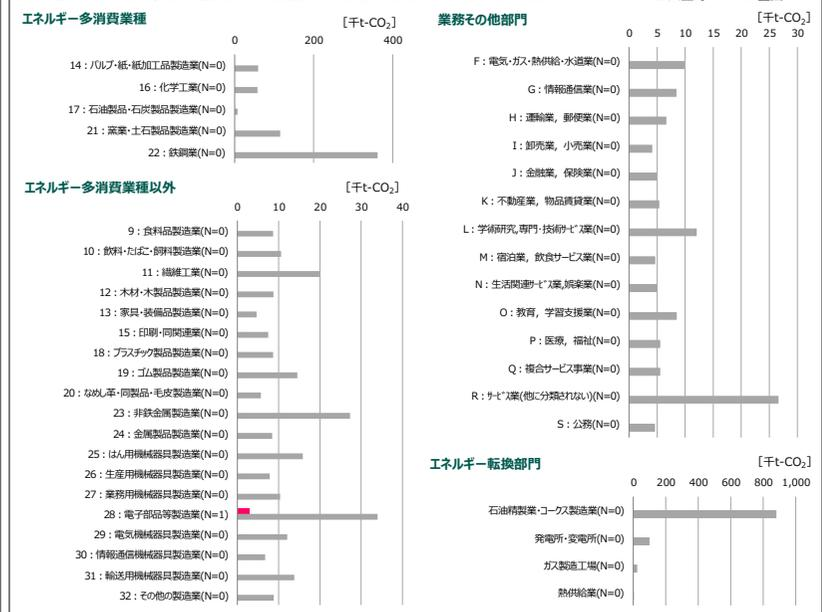 エネルギー多消費業種
[千t-CO2]
0 200 400
14：パルプ･紙･紙加工品製造業(N=0)
16：化学工業(N=0)
17：石油製品･石炭製品製造業(N=0)
21：窯業･土石製品製造業(N=0)
22：鉄鋼業(N=0)
エネルギー多消費業種以外
[千t-CO2]
0 10 20 30 40
9：食料品製造業(N=0)
10：飲料･たばこ･飼料製造業(N=0)
11：繊維工業(N=0)
12：木材･木製品製造業(N=0)
13：家具･装備品製造業(N=0)
15：印刷･同関連業(N=0)
18：プラスチック製品製造業(N=0)
19：ゴム製品製造業(N=0)
20：なめし革･同製品･毛皮製造業(N=0)
23：非鉄金属製造業(N=0)
24：金属製品製造業(N=0)
25：はん用機械器具製造業(N=0)
26：生産用機械器具製造業(N=0)
27：業務用機械器具製造業(N=0)
28：電子部品等製造業(N=1)
29：電気機械器具製造業(N=0)
30：情報通信機械器具製造業(N=0)
31：輸送用機械器具製造業(N=0)
32：その他の製造業(N=0)
業務その他部門
[千t-CO2]
0 5 10 15 20 25 30
F：電気･ガス･熱供給･水道業(N=0)
G：情報通信業(N=0)
H：運輸業，郵便業(N=0)
I：卸売業，小売業(N=0)
J：金融業，保険業(N=0)
K：不動産業，物品賃貸業(N=0)
L：学術研究,専門･技術ｻｰﾋﾞｽ業(N=0)
M：宿泊業，飲食サービス業(N=0)
N：生活関連ｻｰﾋﾞｽ業,娯楽業(N=0)
O：教育，学習支援業(N=0)
P：医療，福祉(N=0)
Q：複合サービス事業(N=0)
R：ｻｰﾋﾞｽ業(他に分類されない)(N=0)
S：公務(N=0)
エネルギー転換部門
[千t-CO2]
0 200 400 600 800 1,000
石油精製業･コークス製造業(N=0)
発電所･変電所(N=0)
ガス製造工場(N=0)
熱供給業(N=0)